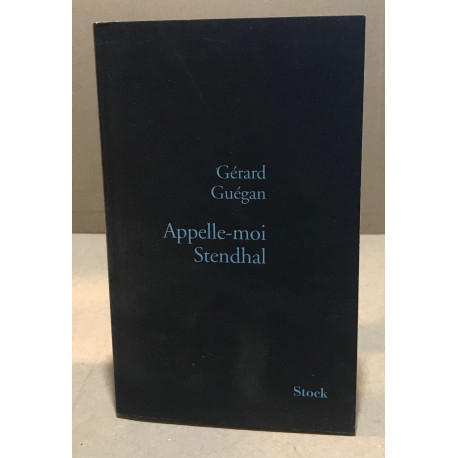 Gérard
Guégan
Appelle-moi
Stendhal
Stock